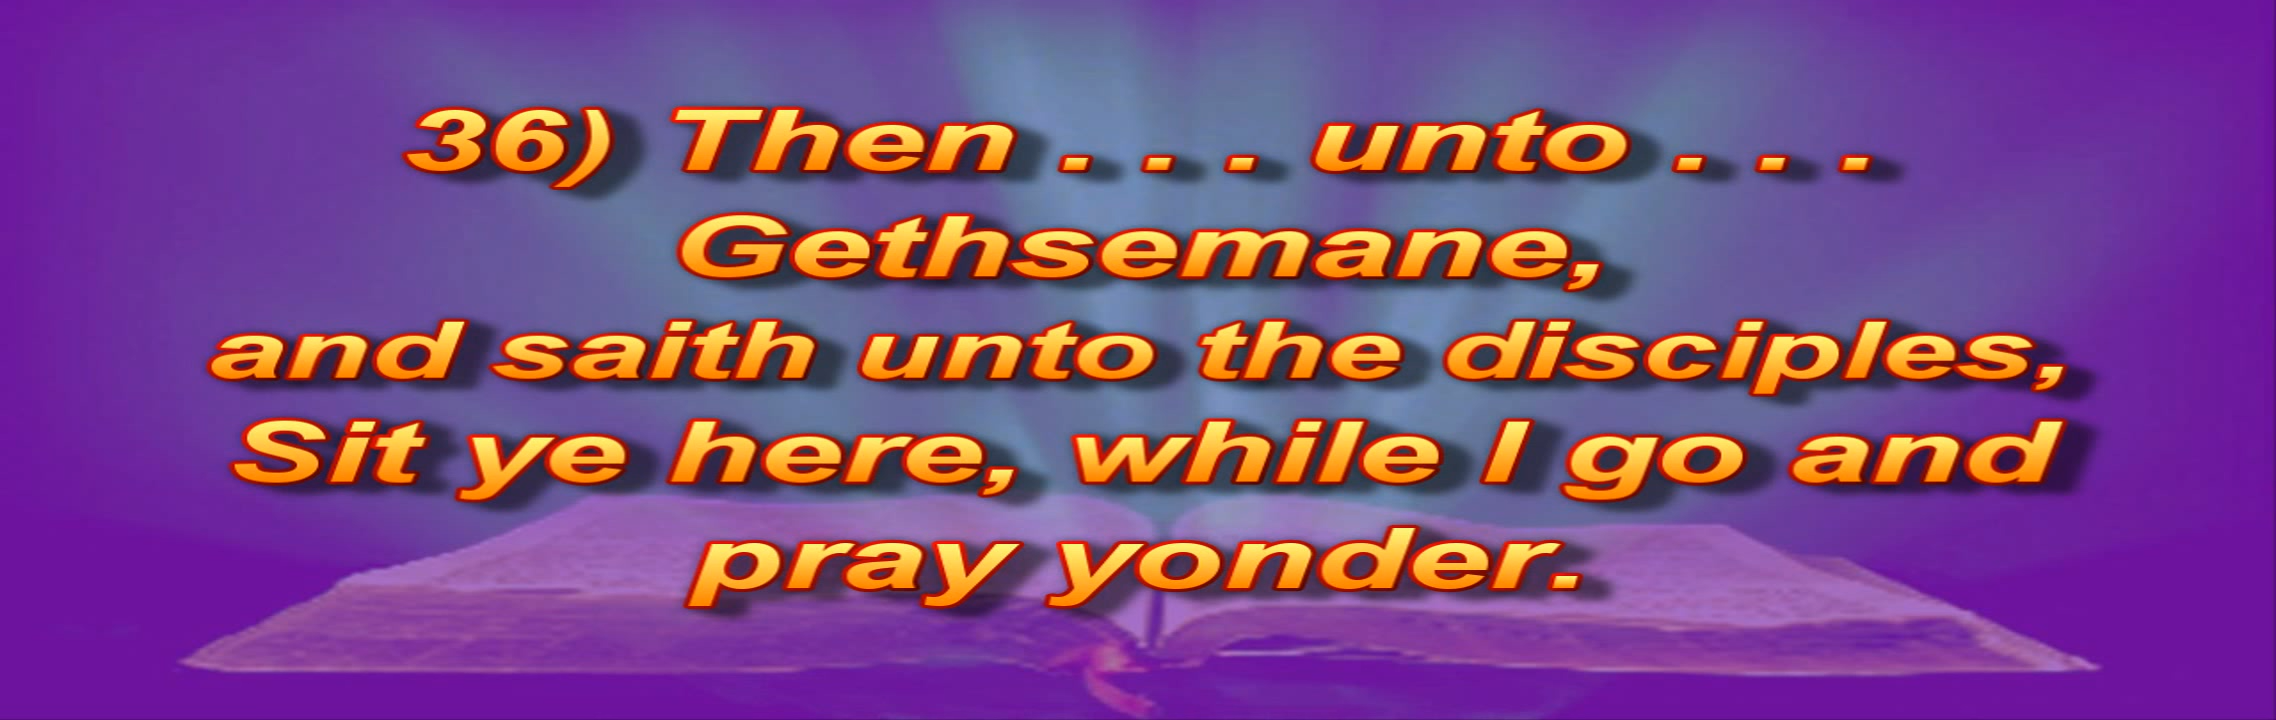 36) Then . . . unto . . .
Gethsemane,
and saith unto the disciples,
Sit ye here, while I go and
pray yonder.